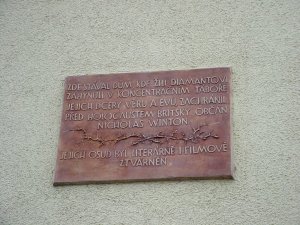 ZDE STÁVAL DŮM, KDE ŽILI DIAMANTOVI
ZAHYNULI V KONCENTRAČNÍM TÁBOŘE
JEJICH DCERY VĚRU A EVU ZACHRÁNIL
PŘED HOLOCAUSTEM BRITSKÝ OBČAN
NICHOLAS WINTON.
JEJICH OSUD BYL LITERÁRNĚ I FILMOVĚ
ZTVÁRNĚN.